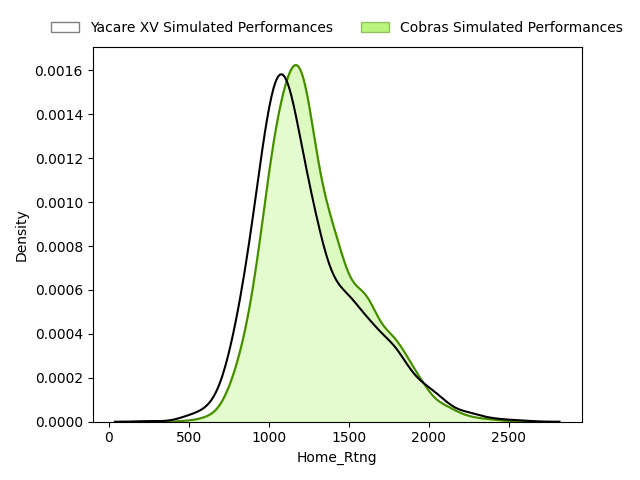 Yacare XV Simulated Performances Cobras Simulated Performances
0.0016
0.0014
0.0012
0.0010
0.0008
0.0006
0.0004
0.0002
0.0000
Density
0 500 1000 1500 2000 2500
Home_Rtng